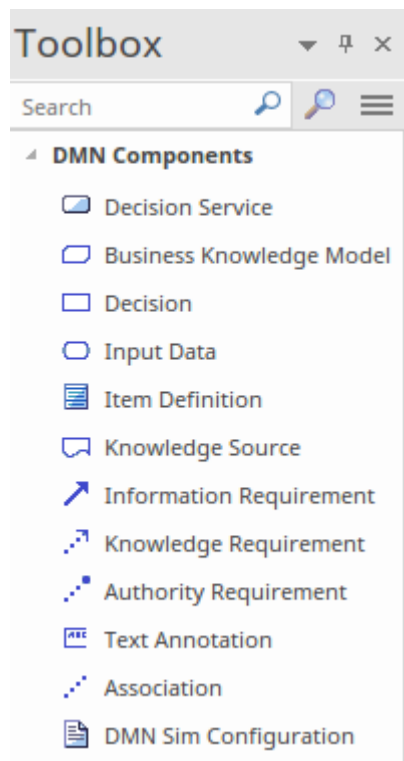 Toolbox
Search
DMN Components
Decision Service
Business Knowledge Model
Decision
Input Data
Item Definition
Knowledge Source
Information Requirement
Knowledge Requirement
Authority Requirement
Text Annotation
Association
DMN Sim Configuration